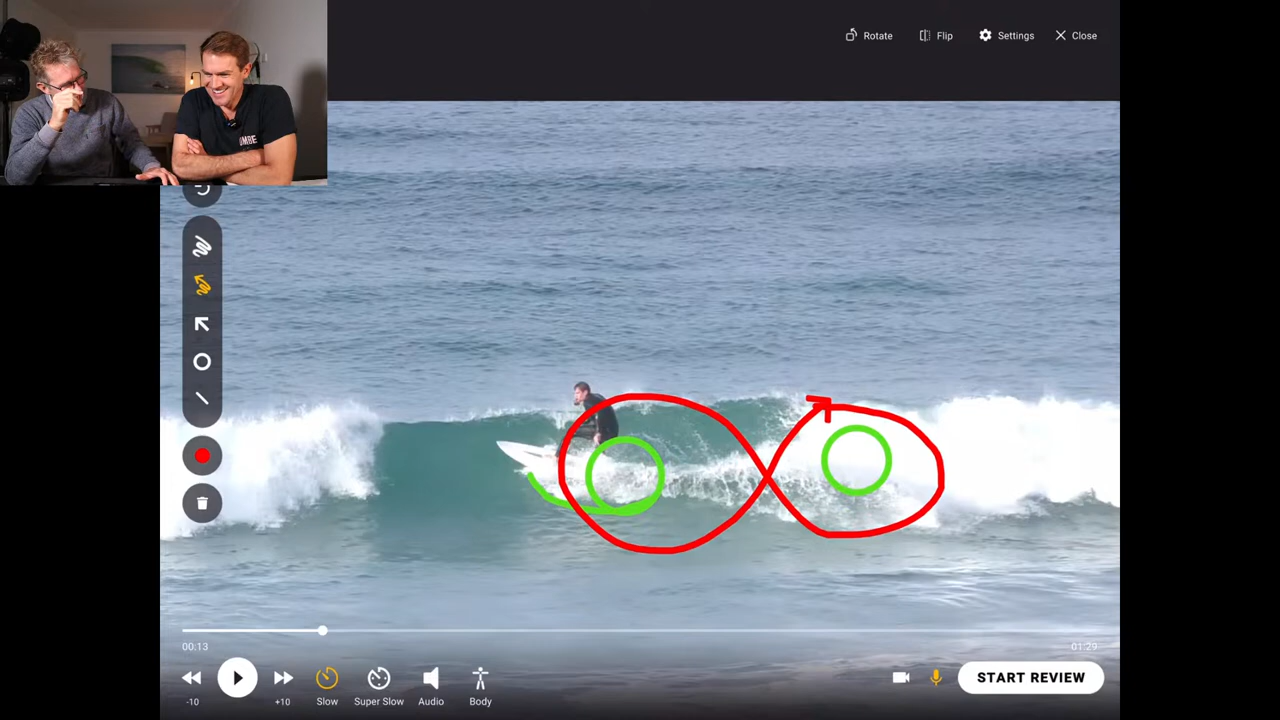 Rotate
Flip
Settings
Close
00:13
01:29
-10
+10
Slow
Super Slow
Audio
Body
START REVIEW